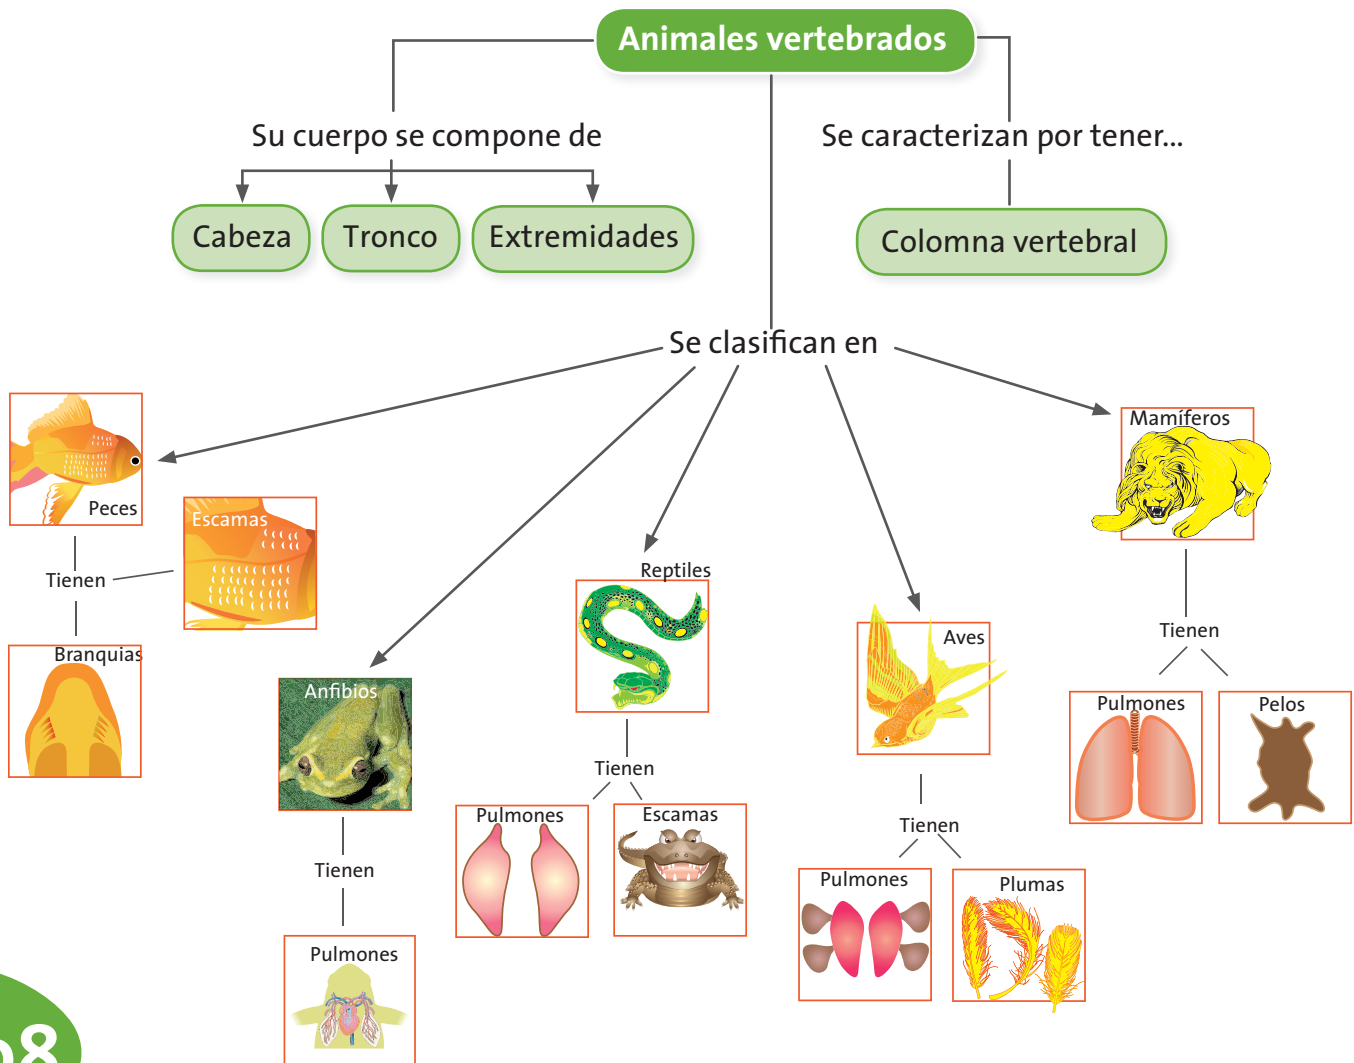 Animales vertebrados
Su cuerpo se compone de
Se caracterizan por tener...
Cabeza
Tronco
Extremidades
Colomna vertebral
Se clasifican en
Peces
Escamas
Tienen
Branquias
Anfibios
Tienen
Pulmones
Reptiles
Tienen
Pulmones
Escamas
Aves
Tienen
Pulmones
Plumas
Mamíferos
Tienen
Pulmones
Pelos